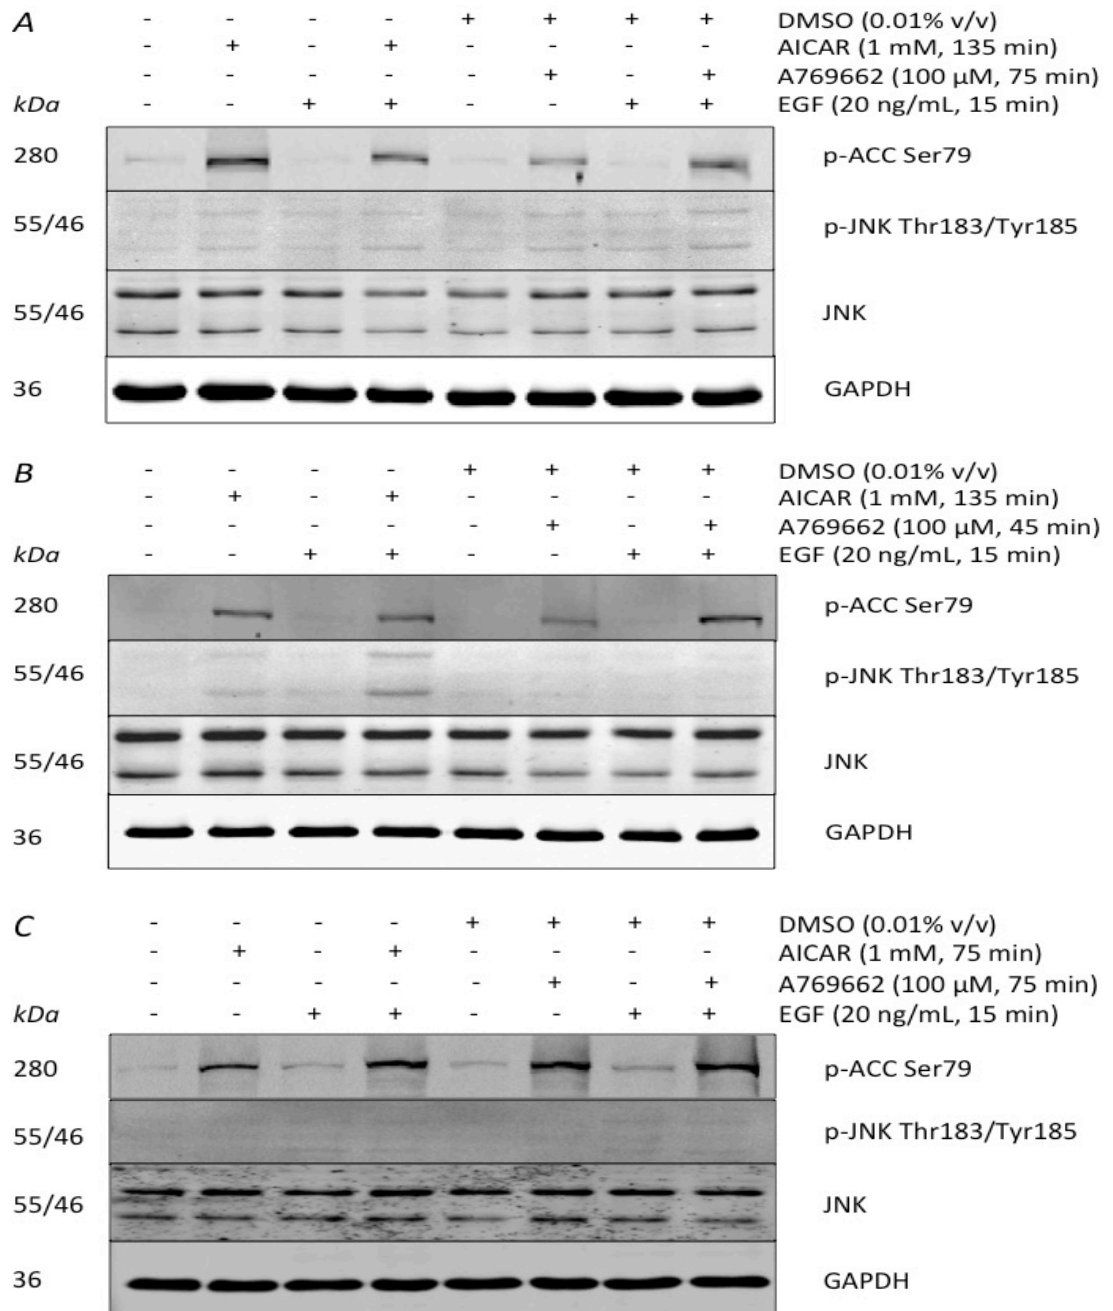 A - - - - + + + + DMSO (0.01% v/v)
- + - + - - - - AICAR (1 mM, 135 min)
- - - - - + - + A769662 (100 µM, 75 min)
kDa - - + + - - + + EGF (20 ng/mL, 15 min)
280 p-ACC Ser79
55/46 p-JNK Thr183/Tyr185
55/46 JNK
36 GAPDH
B - - - - + + + + DMSO (0.01% v/v)
- + - + - - - - AICAR (1 mM, 135 min)
- - - - - + - + A769662 (100 µM, 45 min)
kDa - - + + - - + + EGF (20 ng/mL, 15 min)
280 p-ACC Ser79
55/46 p-JNK Thr183/Tyr185
55/46 JNK
36 GAPDH
C - - - - + + + + DMSO (0.01% v/v)
- + - + - - - - AICAR (1 mM, 75 min)
- - - - - + - + A769662 (100 µM, 75 min)
kDa - - + + - - + + EGF (20 ng/mL, 15 min)
280 p-ACC Ser79
55/46 p-JNK Thr183/Tyr185
55/46 JNK
36 GAPDH